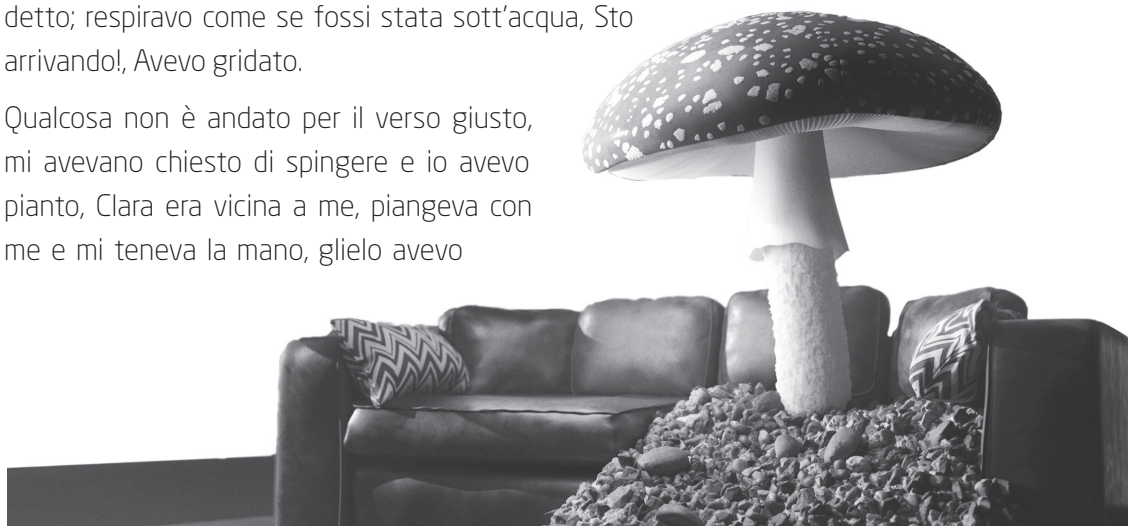 detto; respiravo come se fossi stata sott'acqua, Sto
arrivando!, Avevo gridato.
Qualcosa non è andato per il verso giusto,
mi avevano chiesto di spingere e io avevo
pianto, Clara era vicina a me, piangeva con
me e mi teneva la mano, glielo avevo